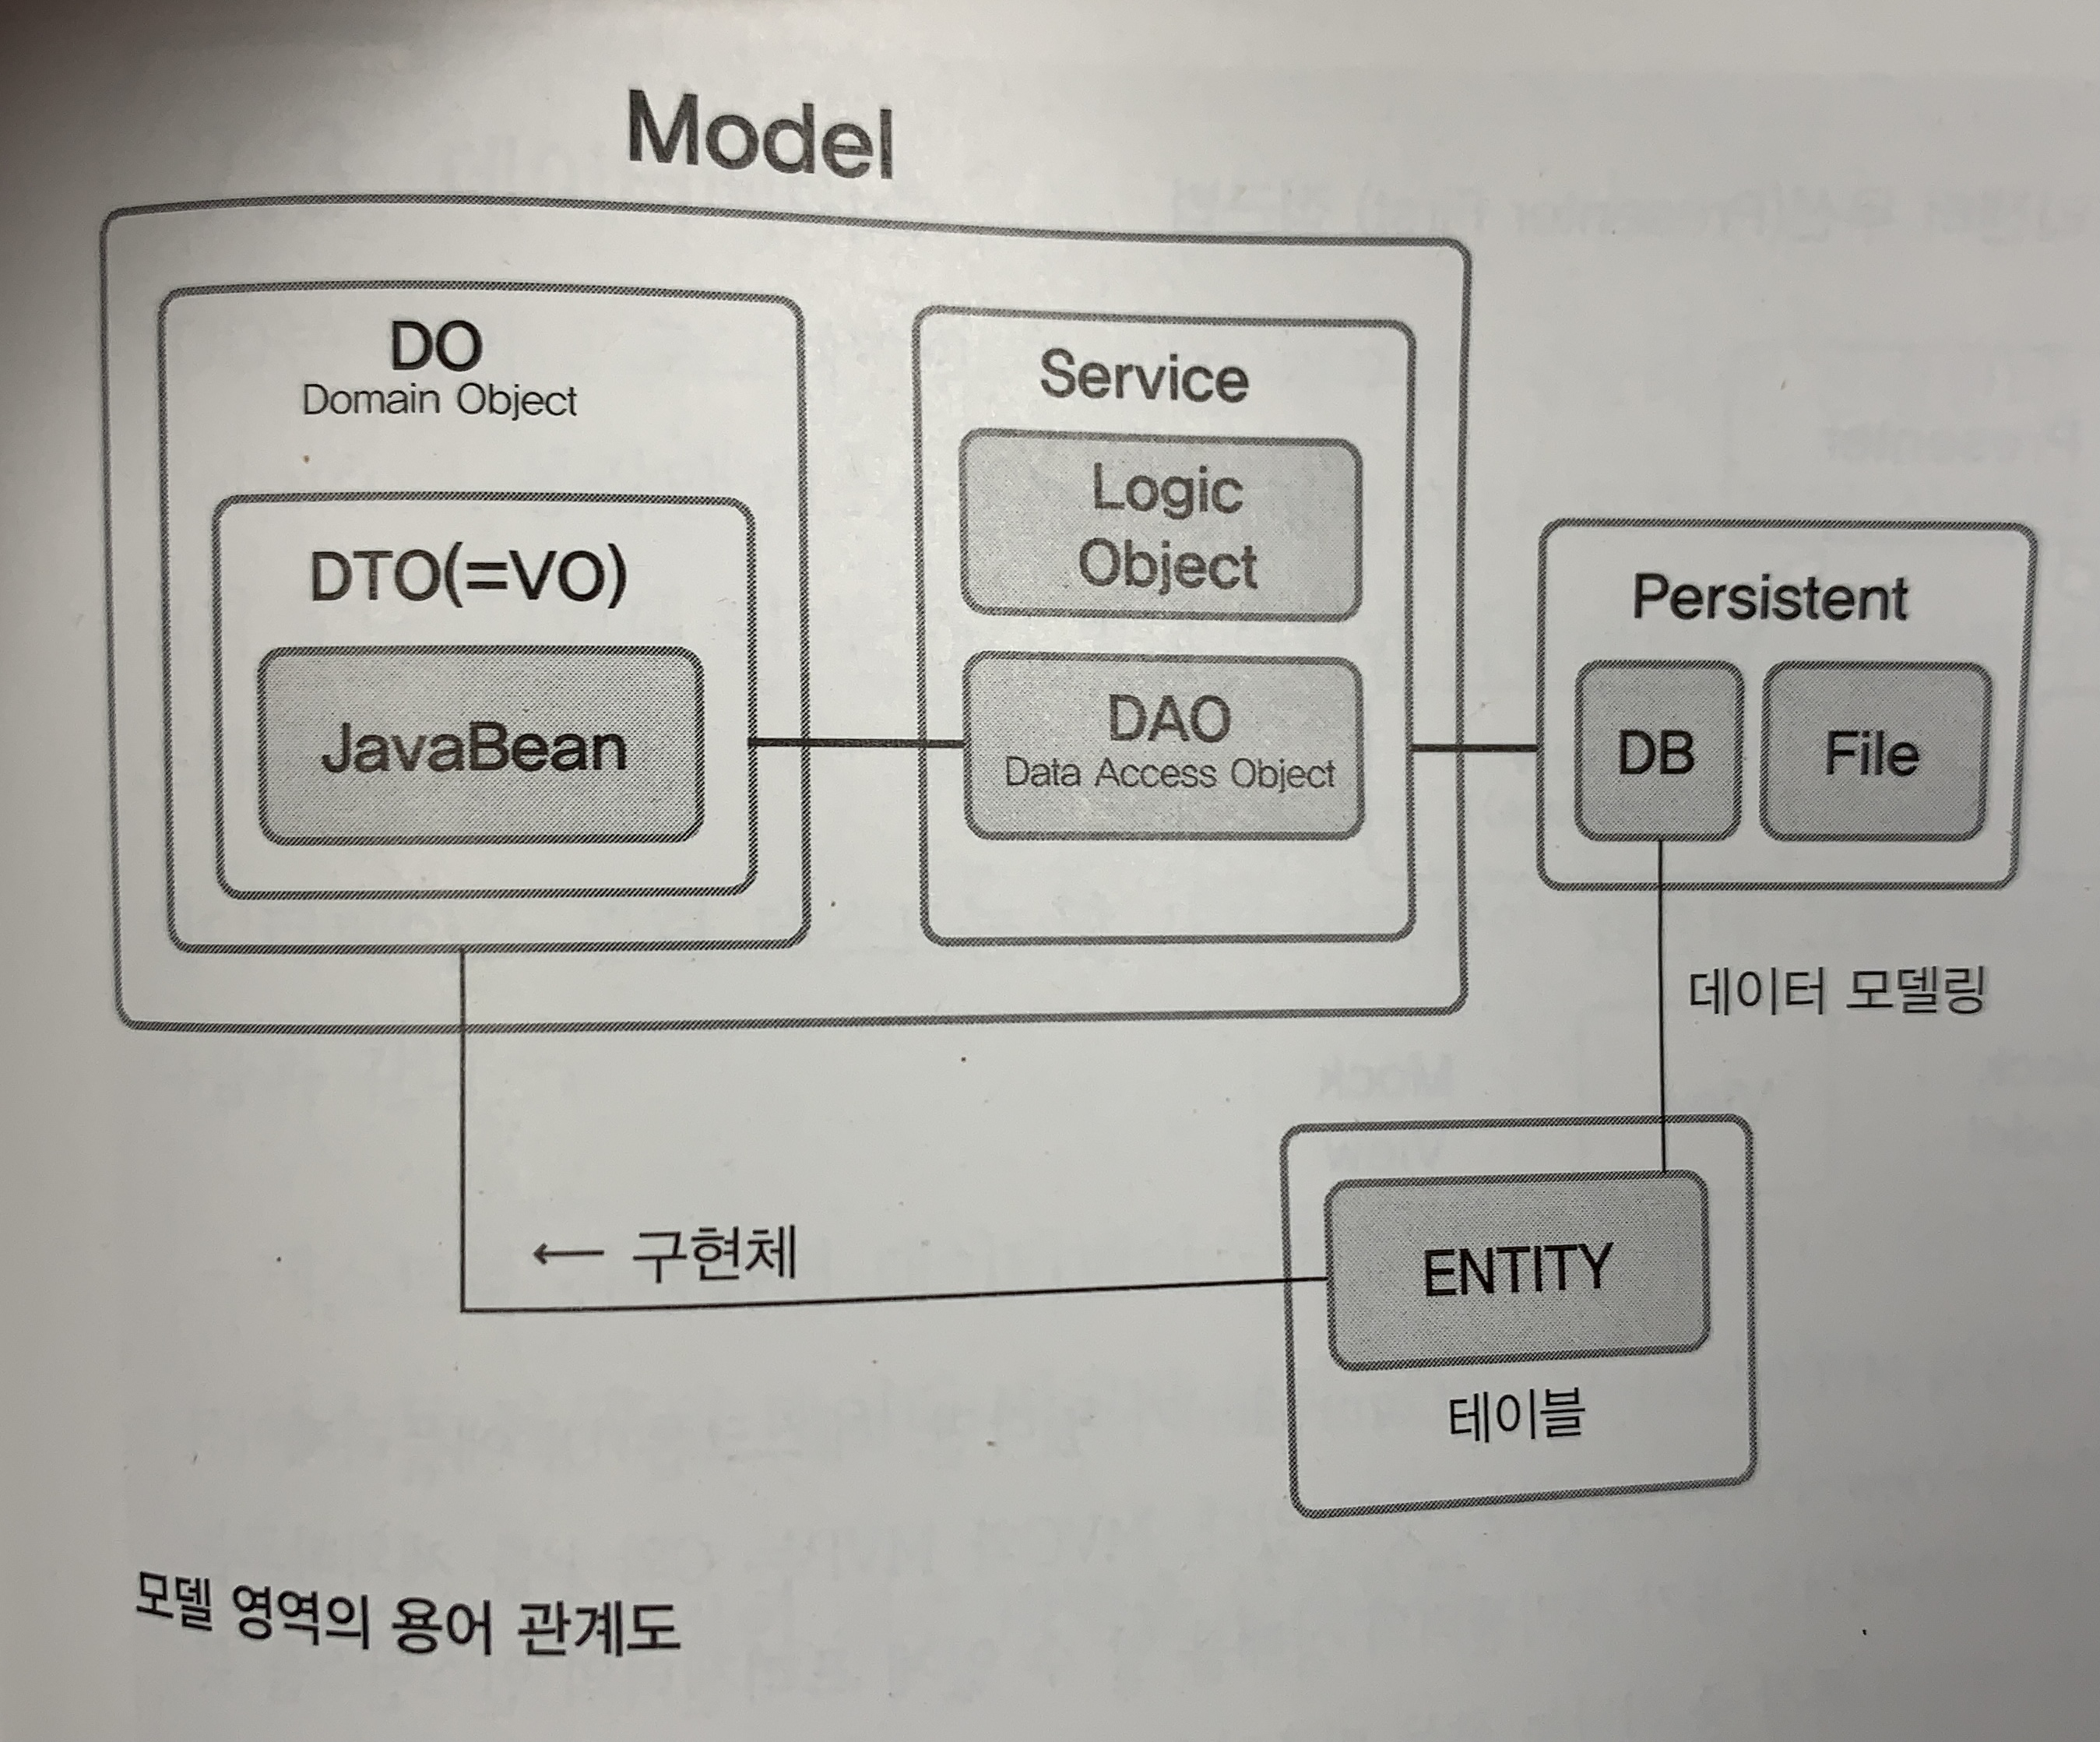 Model
DO
Domain Object
DTO(=VO)
JavaBean
Service
Logic
Object
DAO
Data Access Object
Persistent
DB
File
데이터 모델링
← 구현체
ENTITY
테이블
모델 영역의 용어 관계도